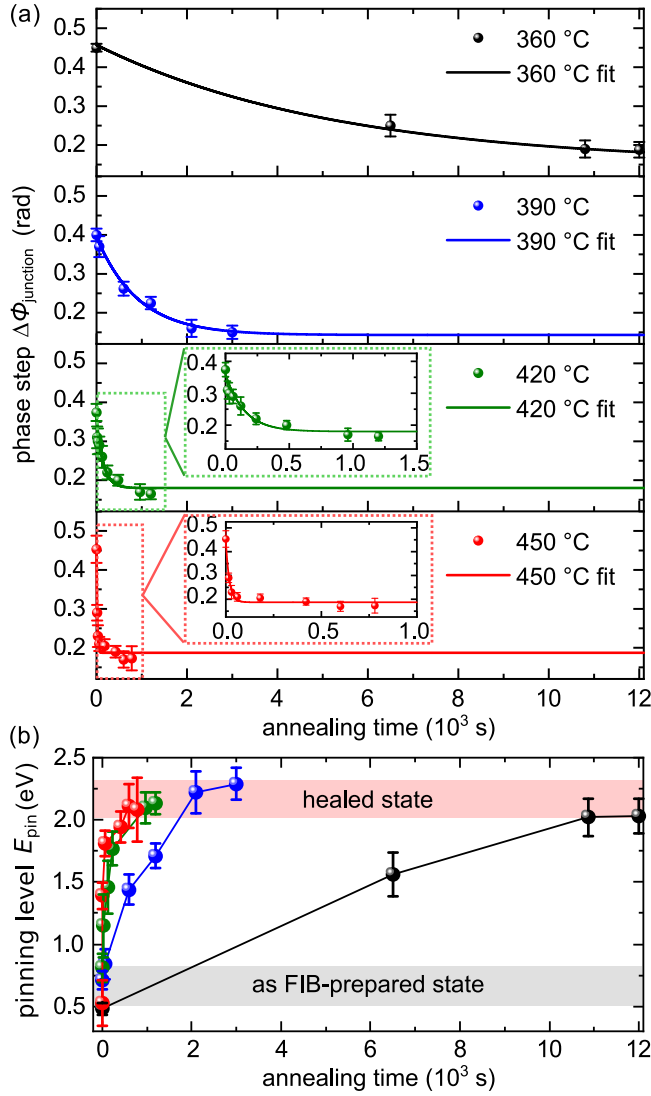 (a)
phase step ΔΦjunction (rad)
0.5
0.4
0.3
0.2
360 °C
360 °C fit
0.5
0.4
0.3
0.2
390 °C
390 °C fit
0.5
0.4
0.3
0.2
0.4
0.3
0.2
0.0 0.5 1.0 1.5
420 °C
420 °C fit
0.5
0.4
0.3
0.2
0.5
0.4
0.3
0.2
0.0 0.5 1.0
450 °C
450 °C fit
0 2 4 6 8 10 12
annealing time (10³ s)
(b)
pinning level Epin (eV)
2.5
2.0
1.5
1.0
0.5
healed state
as FIB-prepared state
0 2 4 6 8 10 12
annealing time (10³ s)